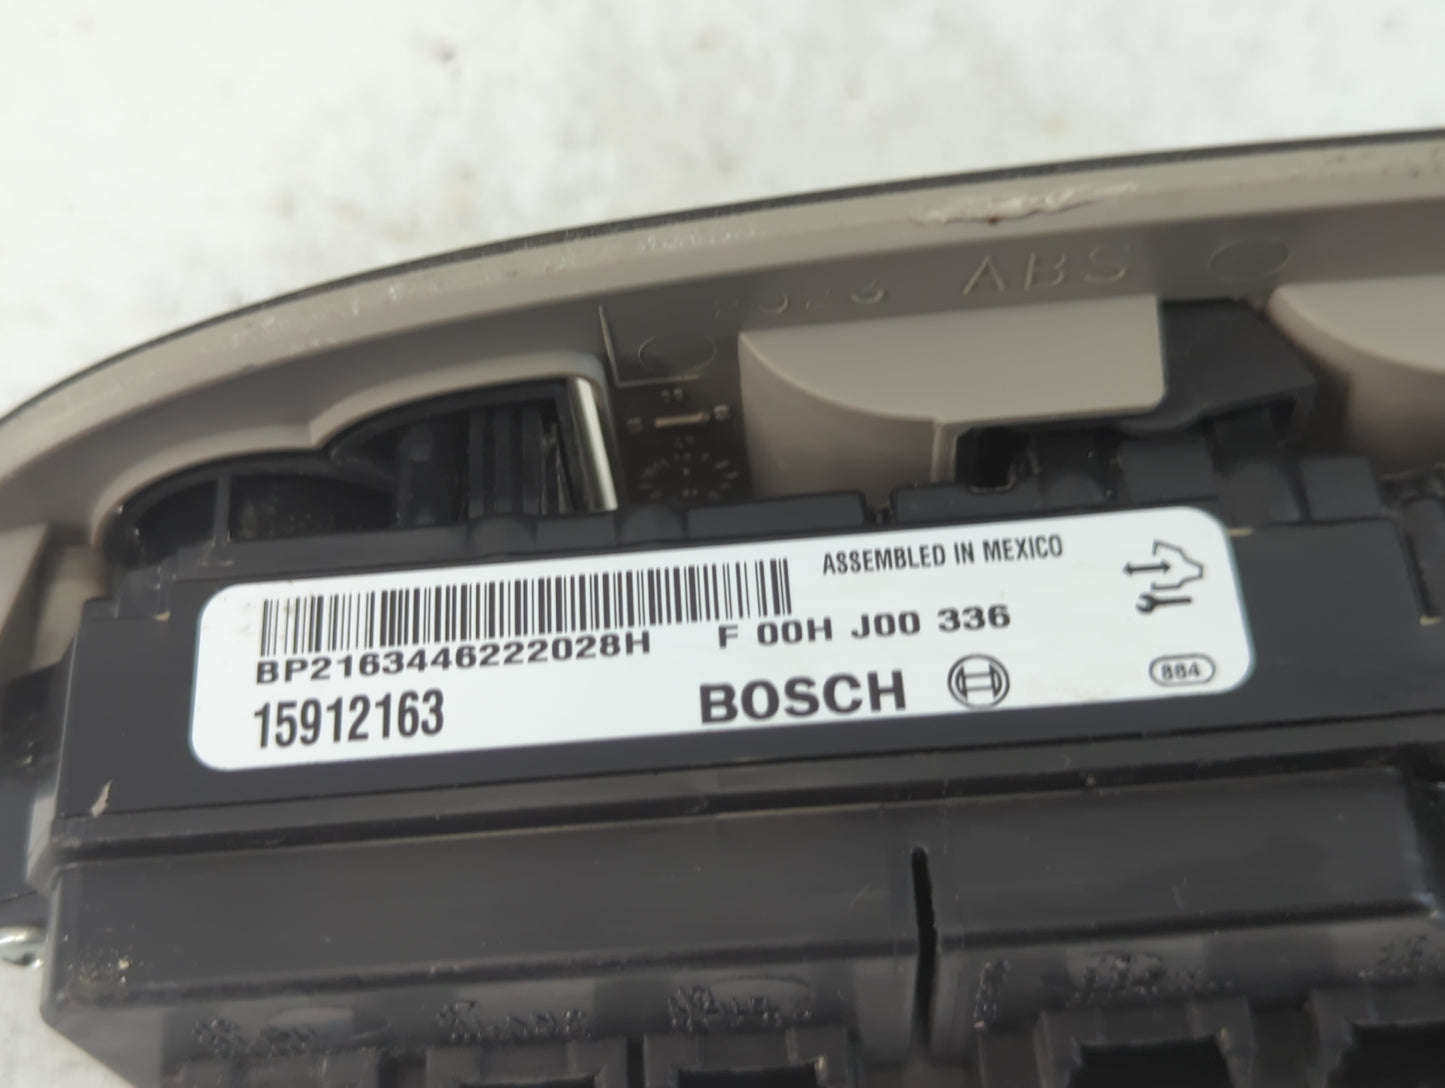 ABS
ASSEMBLED IN MEXICO
BP2163446222028H
F 00H J00 336
15912163
BOSCH
884